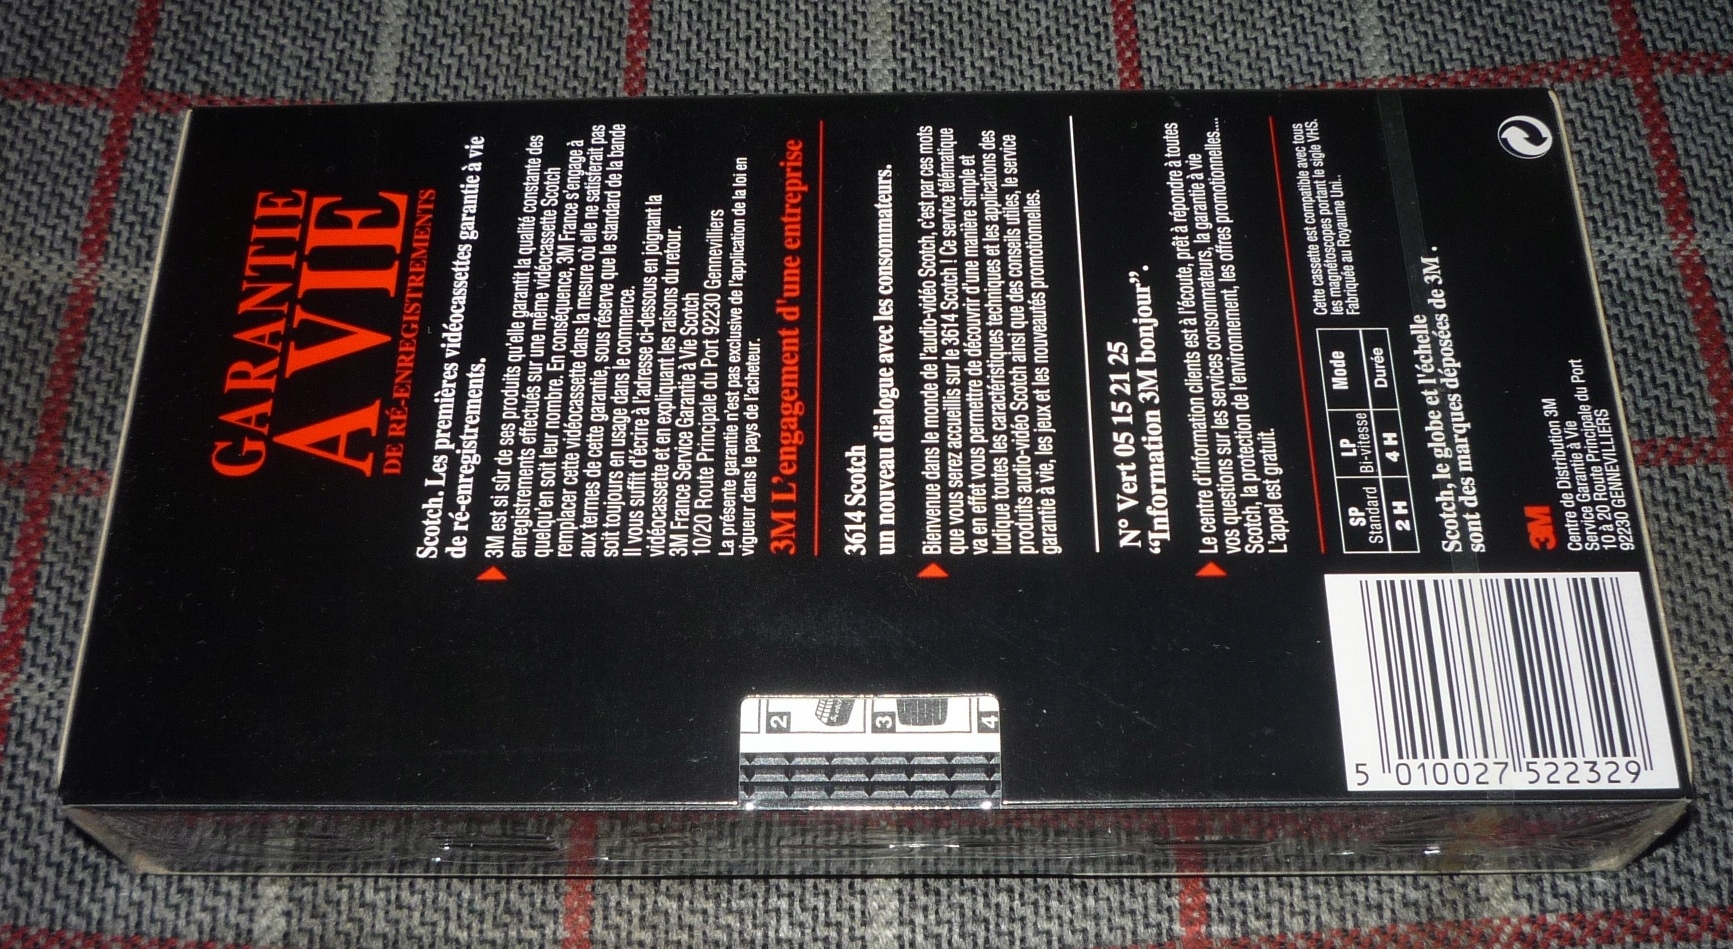 GARANTIE
A VIE
DE RÉ-ENREGISTREMENTS
Scotch. Les premières vidéocassettes garantie à vie
de ré-enregistrements.
3M est si sûr de ses produits qu'elle garantit la qualité constante des
enregistrements effectués sur une même vidéocassette Scotch
quelqu'en soit leur nombre. En conséquence, 3M France s'engage à
remplacer cette vidéocassette dans la mesure où elle ne satisferait pas
aux termes de cette garantie, sous réserve que le standard de la bande
soit toujours en usage dans le commerce.
Il vous suffit d'écrire à l'adresse ci-dessous en joignant la
vidéocassette et en expliquant les raisons du retour.
3M France Service Garantie à Vie Scotch
10/20 Route Principale du Port 92230 Gennevilliers
La présente garantie n'est pas exclusive de l'application de la loi en
vigueur dans le pays de l'acheteur.
3M L'engagement d'une entreprise
3614 Scotch
un nouveau dialogue avec les consommateurs.
Bienvenue dans le monde de l'audio-vidéo Scotch, c'est par ces mots
que vous serez accueillis sur le 3614 Scotch ! Ce service télématique
va en effet vous permettre de découvrir d'une manière simple et
ludique toutes les caractéristiques techniques et les applications des
produits audio-vidéo Scotch ainsi que des conseils utiles, le service
garantie à vie, les jeux et les nouveautés promotionnelles.
N° Vert 05 15 21 25
“Information 3M bonjour”.
Le centre d'information clients est à l'écoute, prêt à répondre à toutes
vos questions sur les services consommateurs, la garantie à vie
Scotch, la protection de l'environnement, les offres promotionnelles....
L'appel est gratuit.
SP LP Mode
Standard Bi-vitesse
2 H 4 H Durée
Cette cassette est compatible avec tous
les magnétoscopes portant le sigle VHS.
Fabriquée au Royaume Uni..
Scotch, le globe et l'échelle
sont des marques déposées de 3M.
3M
Centre de Distribution 3M
Service Garantie à Vie
10 à 20 Route Principale du Port
92230 GENNEVILLIERS
5 010027 522329
2
3
4